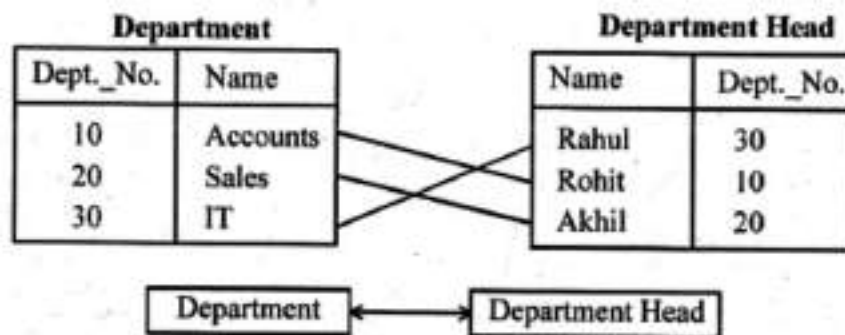 Department Department Head
Dept._No. Name Name Dept._No.
10 Accounts Rahul 30
20 Sales Rohit 10
30 IT Akhil 20
Department Department Head